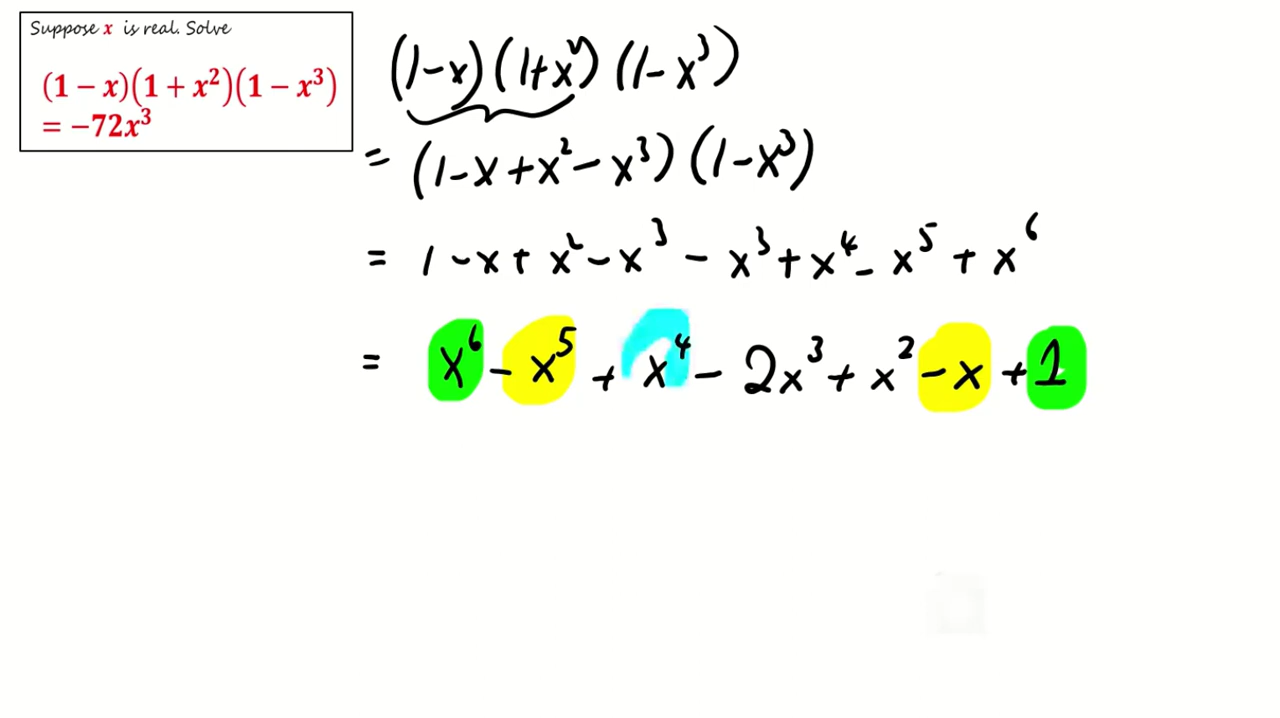 Suppose x is real. Solve
(1 − x)(1 + x²)(1 − x³)
= −72x³
(1-x)(1+x²)(1-x³)
= (1-x+x²-x³)(1-x³)
= 1-x+x²-x³-x³+x⁴-x⁵+x⁶
= x⁶-x⁵+x⁴-2x³+x²-x+1